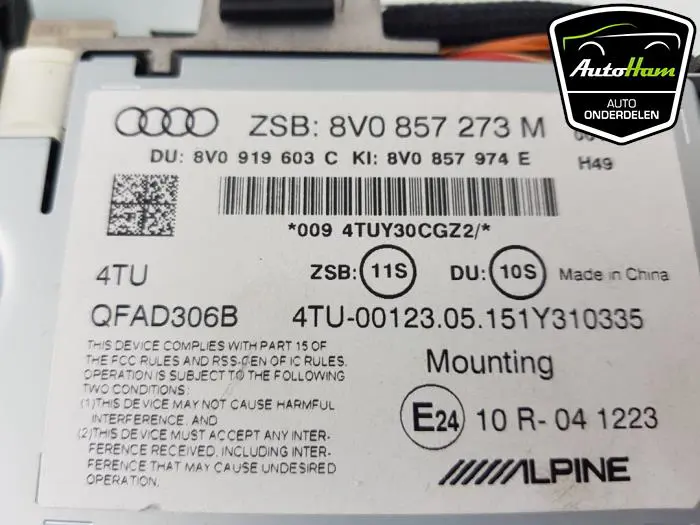 AutoHam
AUTO
ONDERDELEN
ZSB: 8V0 857 273 M
DU: 8V0 919 603 C KI: 8V0 857 974 E
H49
*009 4TUY30CGZ2/*
4TU ZSB: 11S DU: 10S Made in China
QFAD306B 4TU-00123.05.151Y310335
THIS DEVICE COMPLIES WITH PART 15 OF
THE FCC RULES AND RSS-GEN OF IC RULES.
OPERATION IS SUBJECT TO THE FOLLOWING
TWO CONDITIONS:
(1)THIS DEVICE MAY NOT CAUSE HARMFUL
INTERFERENCE, AND
(2)THIS DEVICE MUST ACCEPT ANY INTER-
FERENCE RECEIVED, INCLUDING INTER-
FERENCE THAT MAY CAUSE UNDESIRED
OPERATION.
Mounting
E24 10 R-04 1223
ALPINE